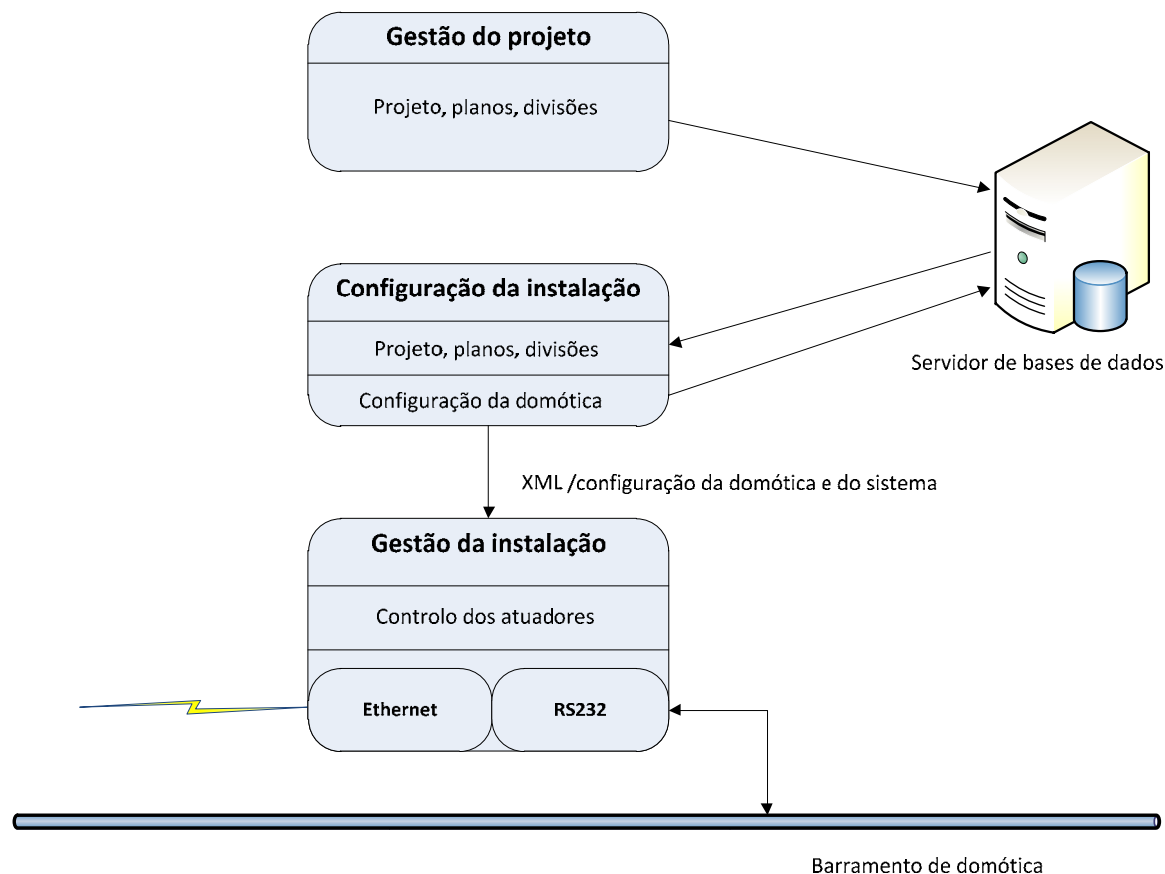 Gestão do projeto
Projeto, planos, divisões
Configuração da instalação
Projeto, planos, divisões
Configuração da domótica
Servidor de bases de dados
XML /configuração da domótica e do sistema
Gestão da instalação
Controlo dos atuadores
Ethernet
RS232
Barramento de domótica